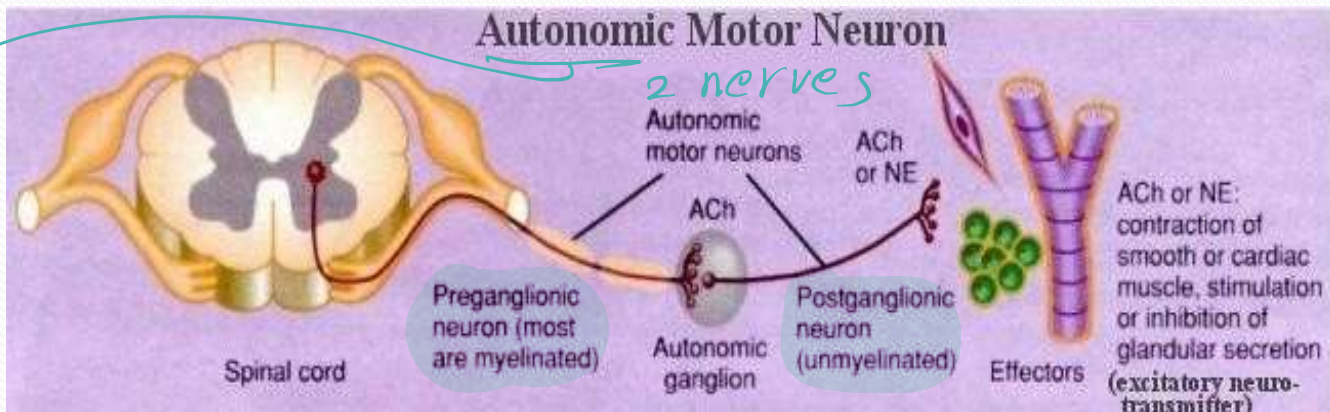 Autonomic Motor Neuron
2 nerves
Autonomic
motor neurons
ACh
or NE
ACh
ACh or NE:
contraction of
smooth or cardiac
muscle, stimulation
or inhibition of
glandular secretion
(excitatory neuro-
transmifter)
Preganglionic
neuron (most
are myelinated)
Postganglionic
neuron
(unmyelinated)
Spinal cord
Autonomic
ganglion
Effectors